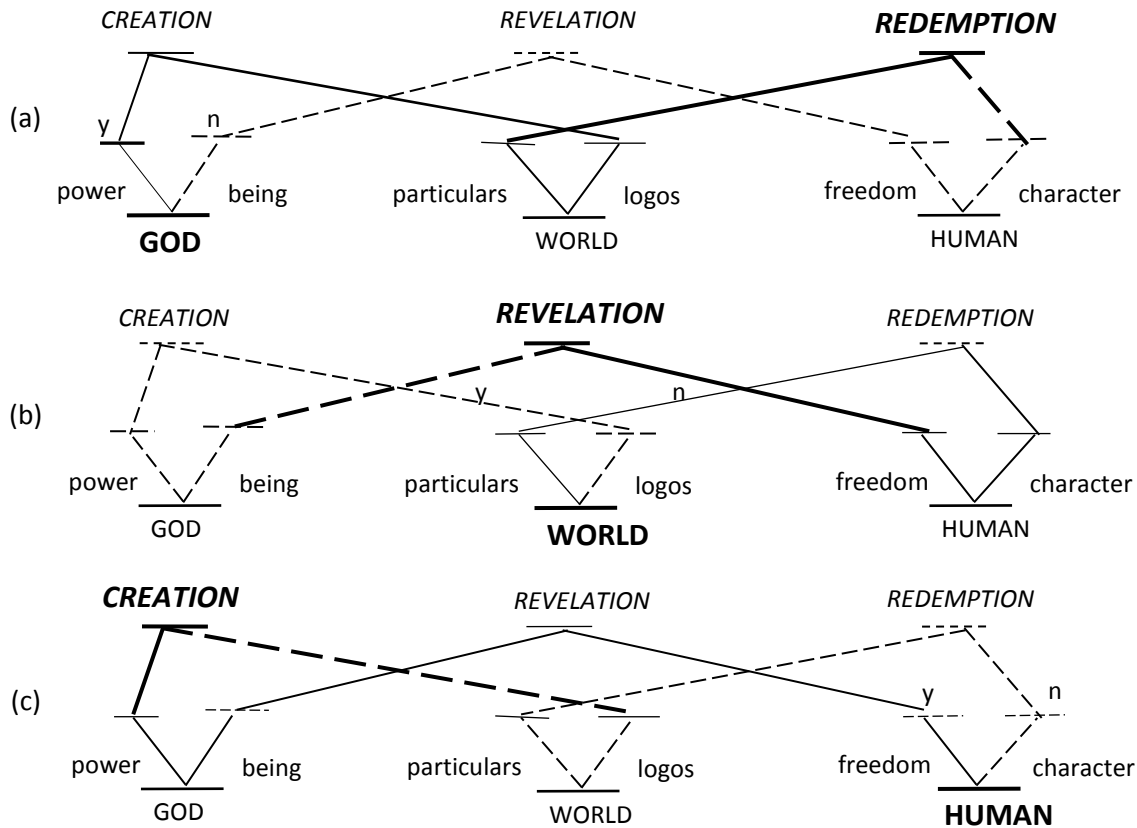 CREATION REVELATION REDEMPTION
(a)
y n
power being particulars logos freedom character
GOD WORLD HUMAN
CREATION REVELATION REDEMPTION
(b)
y n
power being particulars logos freedom character
GOD WORLD HUMAN
CREATION REVELATION REDEMPTION
(c)
y n
power being particulars logos freedom character
GOD WORLD HUMAN